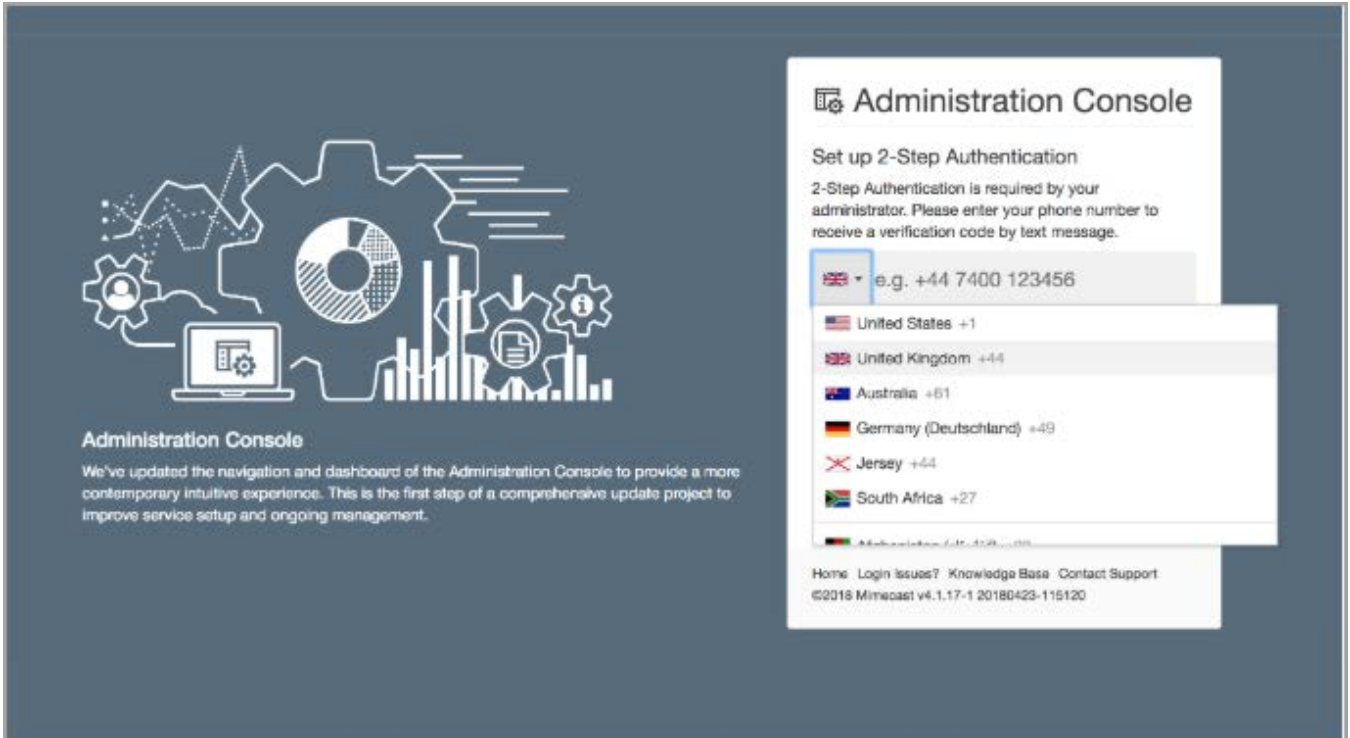 Administration Console
We've updated the navigation and dashboard of the Administration Console to provide a more
contemporary intuitive experience. This is the first step of a comprehensive update project to
improve service setup and ongoing management.
Administration Console
Set up 2-Step Authentication
2-Step Authentication is required by your
administrator. Please enter your phone number to
receive a verification code by text message.
e.g. +44 7400 123456
United States +1
United Kingdom +44
Australia +61
Germany (Deutschland) +49
Jersey +44
South Africa +27
Home Login Issues? Knowledge Base Contact Support
©2018 Mimecast v4.1.17-1 20180423-115120